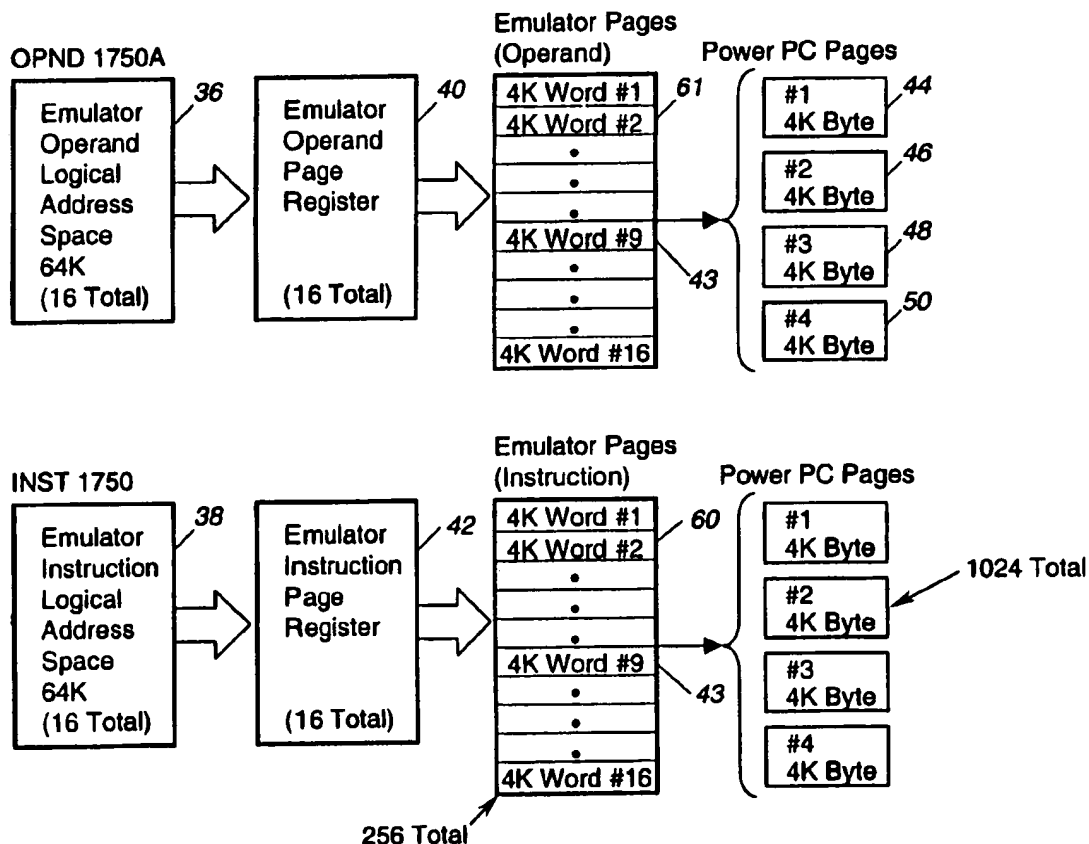 OPND 1750A
Emulator
Operand
Logical
Address
Space
64K
(16 Total)
36
Emulator
Operand
Page
Register
(16 Total)
40
Emulator Pages
(Operand)
4K Word #1
4K Word #2
4K Word #9
4K Word #16
61
43
Power PC Pages
#1
4K Byte
44
#2
4K Byte
46
#3
4K Byte
48
#4
4K Byte
50
INST 1750
Emulator
Instruction
Logical
Address
Space
64K
(16 Total)
38
Emulator
Instruction
Page
Register
(16 Total)
42
Emulator Pages
(Instruction)
4K Word #1
4K Word #2
4K Word #9
4K Word #16
60
43
256 Total
Power PC Pages
#1
4K Byte
#2
4K Byte
1024 Total
#3
4K Byte
#4
4K Byte